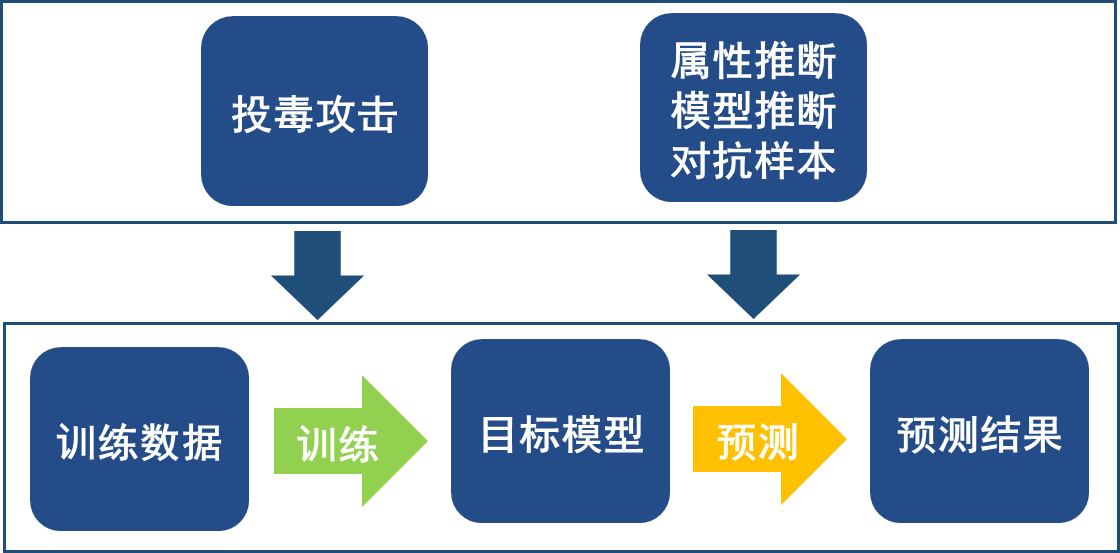 投毒攻击
属性推断
模型推断
对抗样本
训练数据
训练
目标模型
预测
预测结果